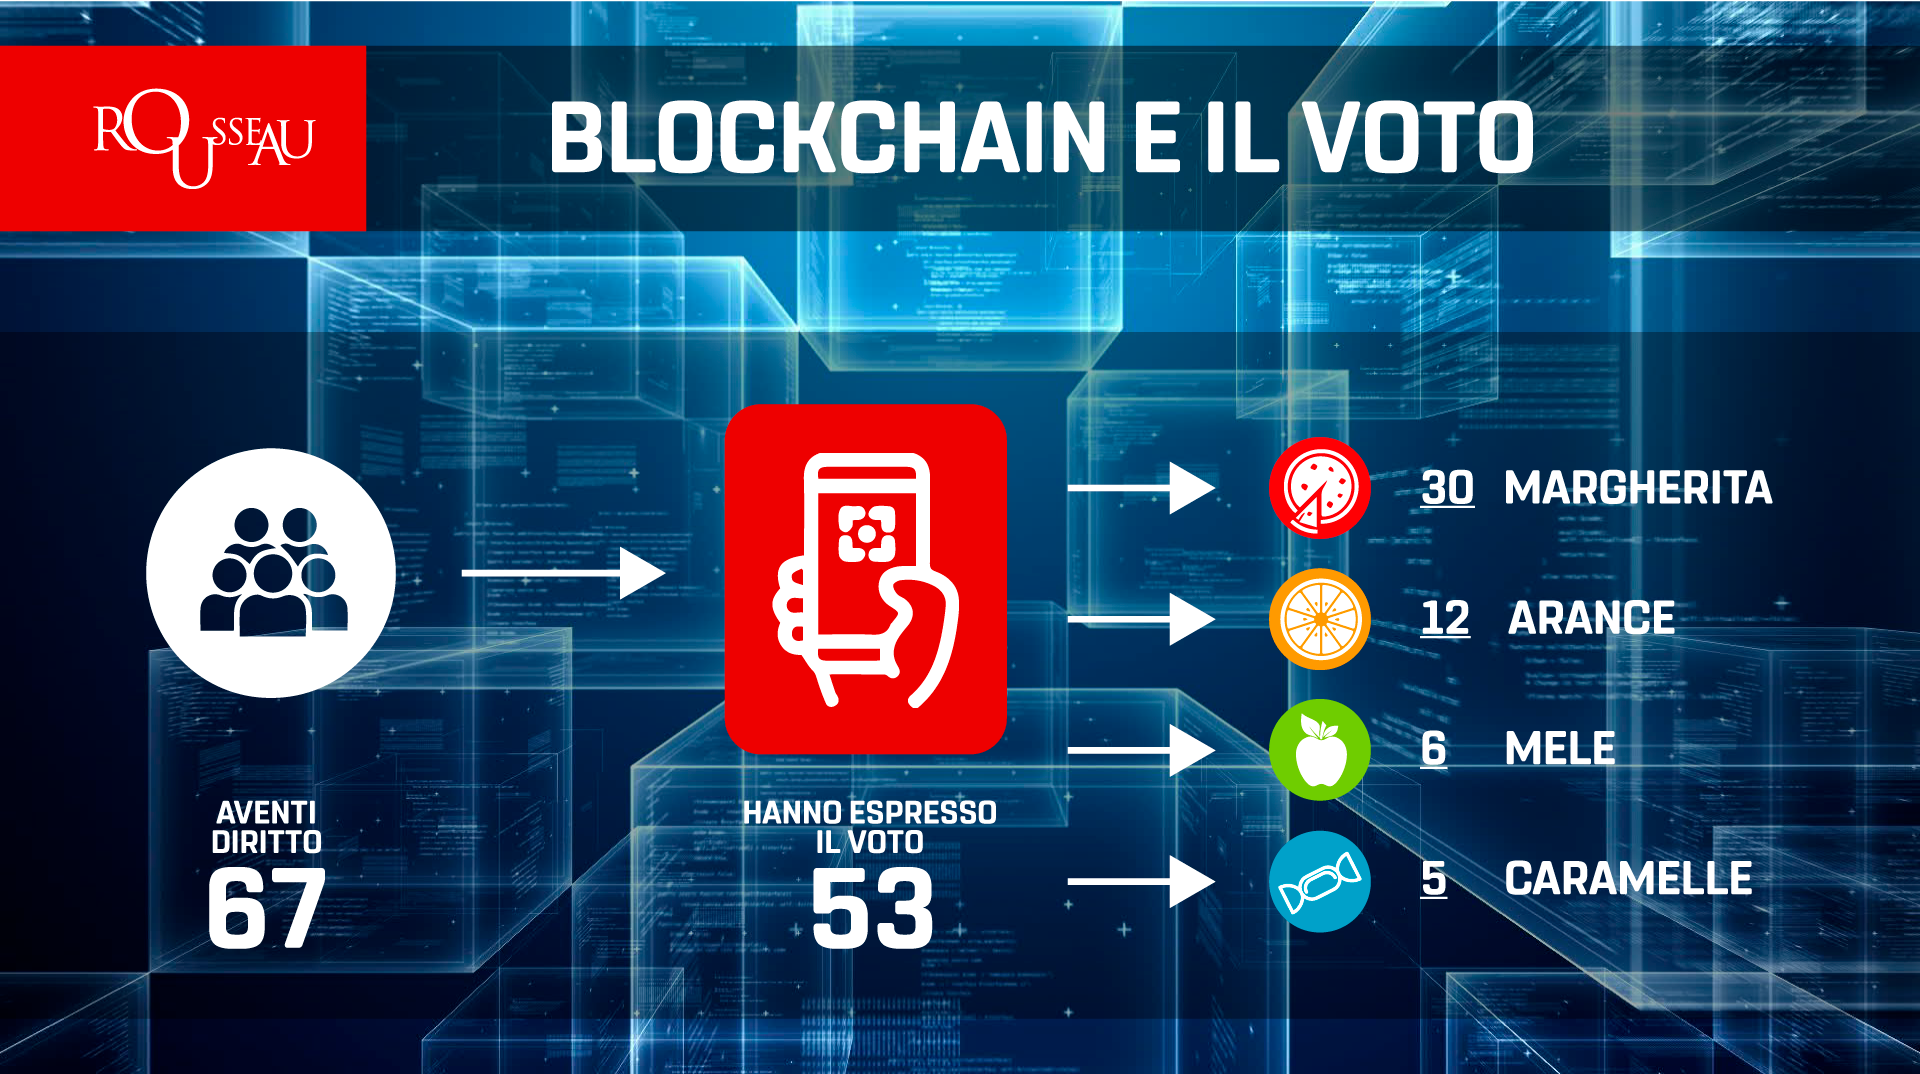 ROUSSEAU
BLOCKCHAIN E IL VOTO
AVENTI
DIRITTO
67
HANNO ESPRESSO
IL VOTO
53
30 MARGHERITA
12 ARANCE
6 MELE
5 CARAMELLE